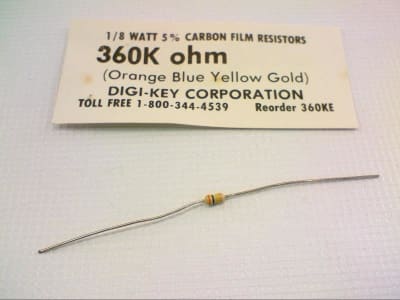 1/8 WATT 5% CARBON FILM RESISTORS
360K ohm
(Orange Blue Yellow Gold)
DIGI-KEY CORPORATION
TOLL FREE 1-800-344-4539 Reorder 360KE